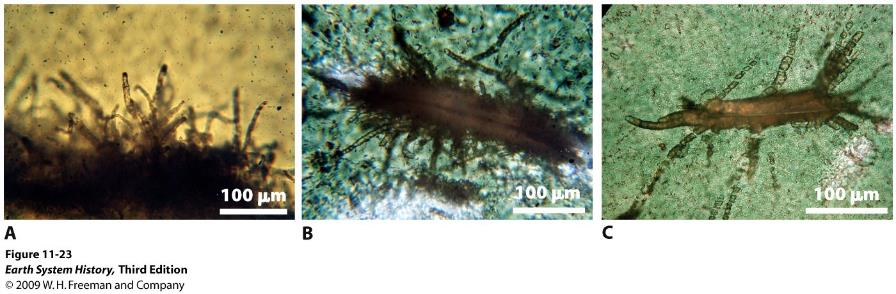 100 μm
100 μm
100 μm
A
B
C
Figure 11-23
Earth System History, Third Edition
© 2009 W. H. Freeman and Company